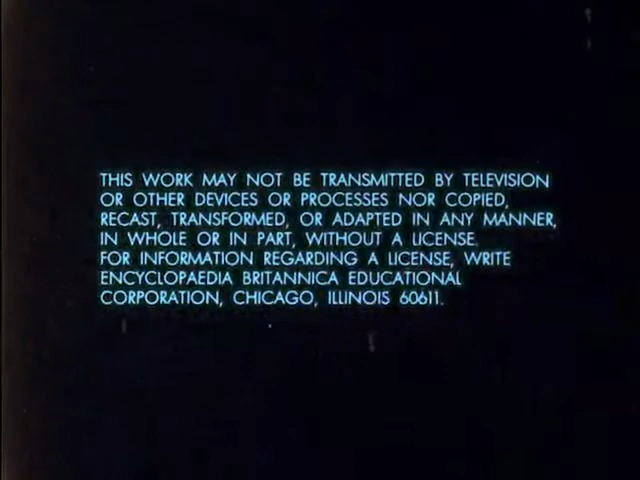 THIS WORK MAY NOT BE TRANSMITTED BY TELEVISION
OR OTHER DEVICES OR PROCESSES NOR COPIED,
RECAST, TRANSFORMED, OR ADAPTED IN ANY MANNER,
IN WHOLE OR IN PART, WITHOUT A LICENSE.
FOR INFORMATION REGARDING A LICENSE, WRITE
ENCYCLOPAEDIA BRITANNICA EDUCATIONAL
CORPORATION, CHICAGO, ILLINOIS 60611.